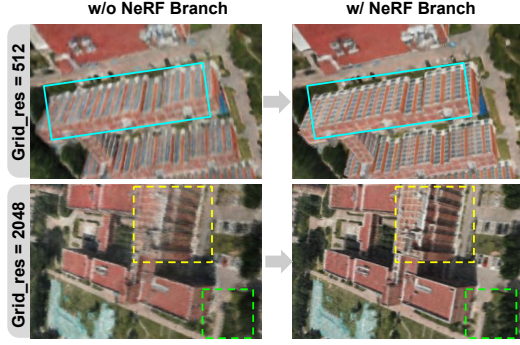 w/o NeRF Branch
w/ NeRF Branch
Grid_res = 512
Grid_res = 2048